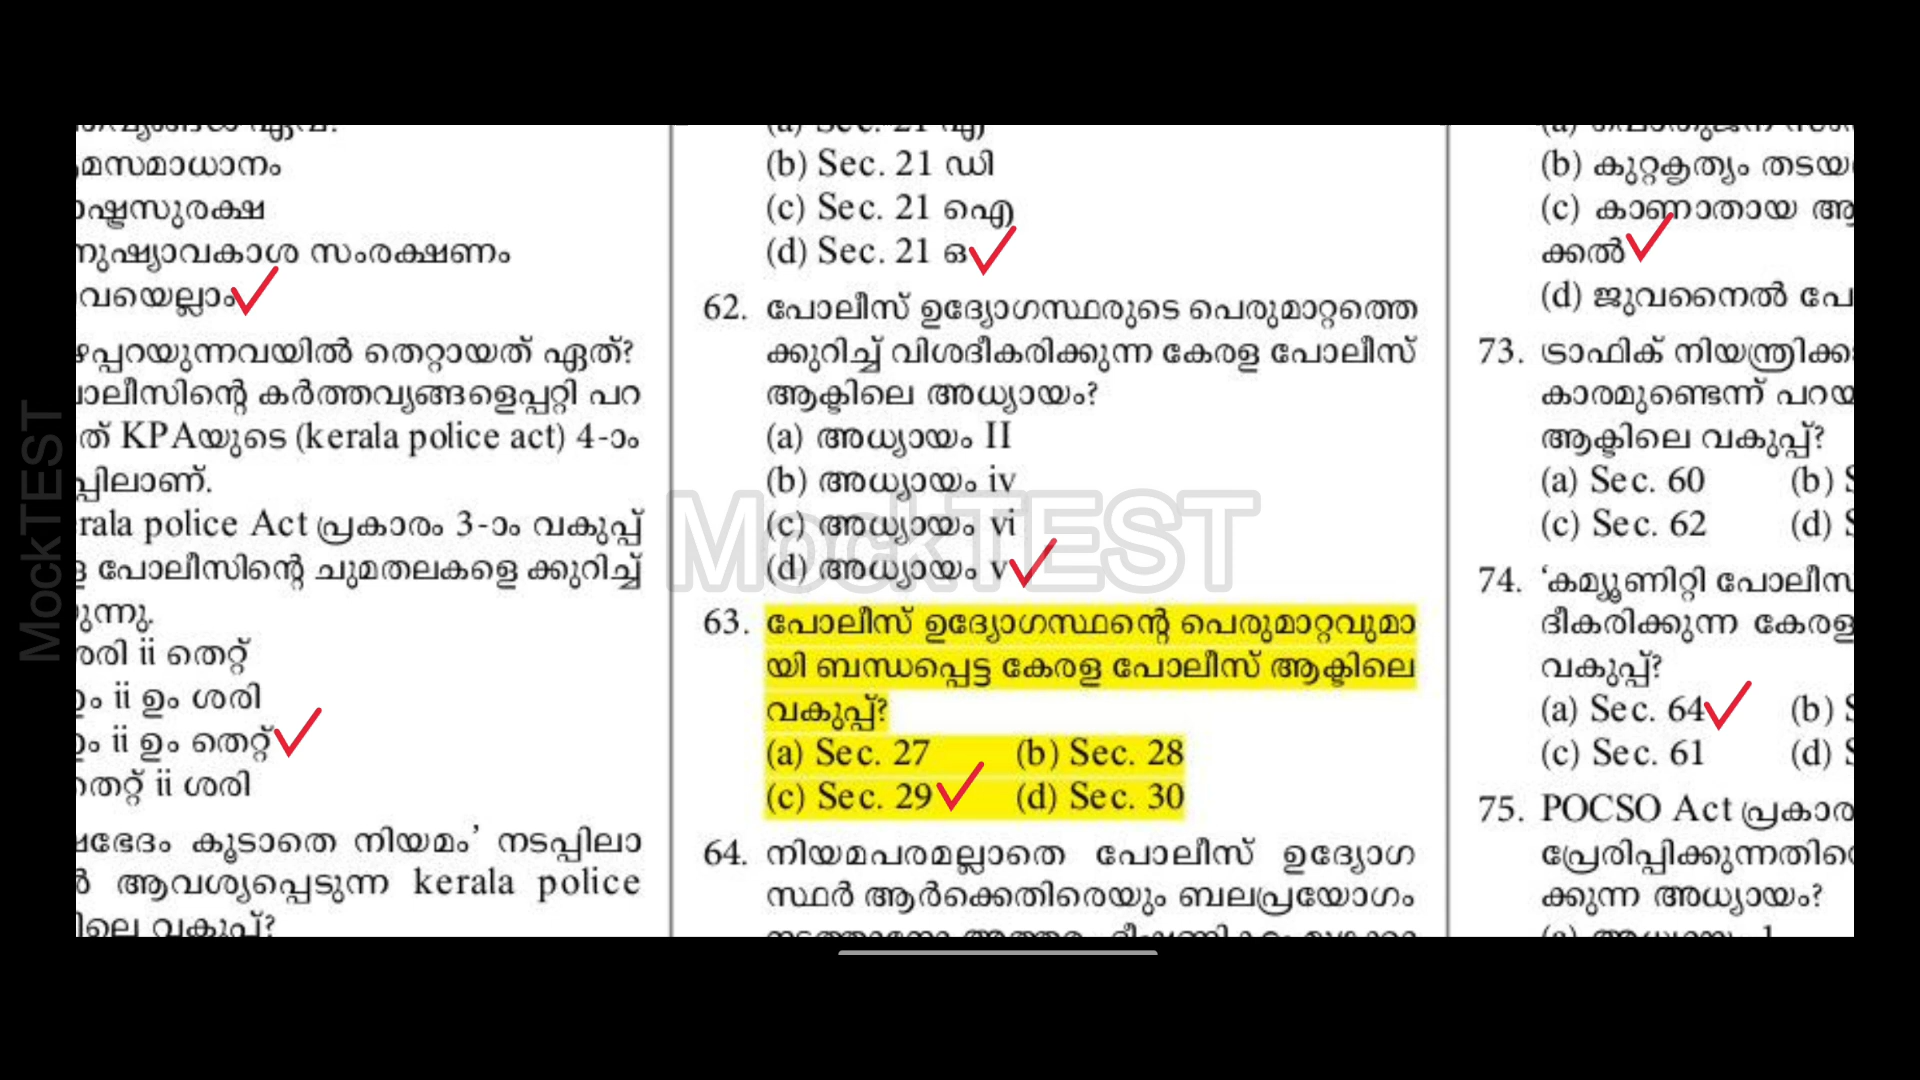 MockTEST
മസമാധാനം
ഷ്ട്രസുരക്ഷ
നുഷ്യാവകാശ സംരക്ഷണം
വയെല്ലാം
ഴപ്പറയുന്നവയിൽ തെറ്റായത് ഏത്?
ാലീസിന്റെ കർത്തവ്യങ്ങളെപ്പറ്റി പറ
ത് KPAയുടെ (kerala police act) 4-ാം
പ്പിലാണ്.
rala police Act പ്രകാരം 3-ാം വകുപ്പ്
ള പോലീസിന്റെ ചുമതലകളെ ക്കുറിച്ച്
ുന്നു.
ശരി ii തെറ്റ്
ഉം ii ഉം ശരി
ഉം ii ഉം തെറ്റ്
തെറ്റ് ii ശരി
ഷഭേദം കൂടാതെ നിയമം' നടപ്പിലാ
ൻ ആവശ്യപ്പെടുന്ന kerala police
ിലെ വകുപ്പ്?
(a) Sec. 21 എ
(b) Sec. 21 ഡി
(c) Sec. 21 ഐ
(d) Sec. 21 ഒ
62. പോലീസ് ഉദ്യോഗസ്ഥരുടെ പെരുമാറ്റത്തെ
ക്കുറിച്ച് വിശദീകരിക്കുന്ന കേരള പോലീസ്
ആക്ടിലെ അധ്യായം?
(a) അധ്യായം II
(b) അധ്യായം iv
(c) അധ്യായം vi
(d) അധ്യായം v
MockTEST
63. പോലീസ് ഉദ്യോഗസ്ഥന്റെ പെരുമാറ്റവുമാ
യി ബന്ധപ്പെട്ട കേരള പോലീസ് ആക്ടിലെ
വകുപ്പ്?
(a) Sec. 27 (b) Sec. 28
(c) Sec. 29 (d) Sec. 30
64. നിയമപരമല്ലാതെ പോലീസ് ഉദ്യോഗ
സ്ഥർ ആർക്കെതിരെയും ബലപ്രയോഗം
(b) കുറ്റകൃത്യം തടയ
(c) കാണാതായ ആ
ക്കൽ
(d) ജുവനൈൽ പോ
73. ട്രാഫിക് നിയന്ത്രിക്ക
കാരമുണ്ടെന്ന് പറയ
ആക്ടിലെ വകുപ്പ്?
(a) Sec. 60 (b) S
(c) Sec. 62 (d) S
74. 'കമ്യൂണിറ്റി പോലീസ
ദീകരിക്കുന്ന കേരള
വകുപ്പ്?
(a) Sec. 64 (b) S
(c) Sec. 61 (d) S
75. POCSO Act പ്രകാര
പ്രേരിപ്പിക്കുന്നതിന
ക്കുന്ന അധ്യായം?